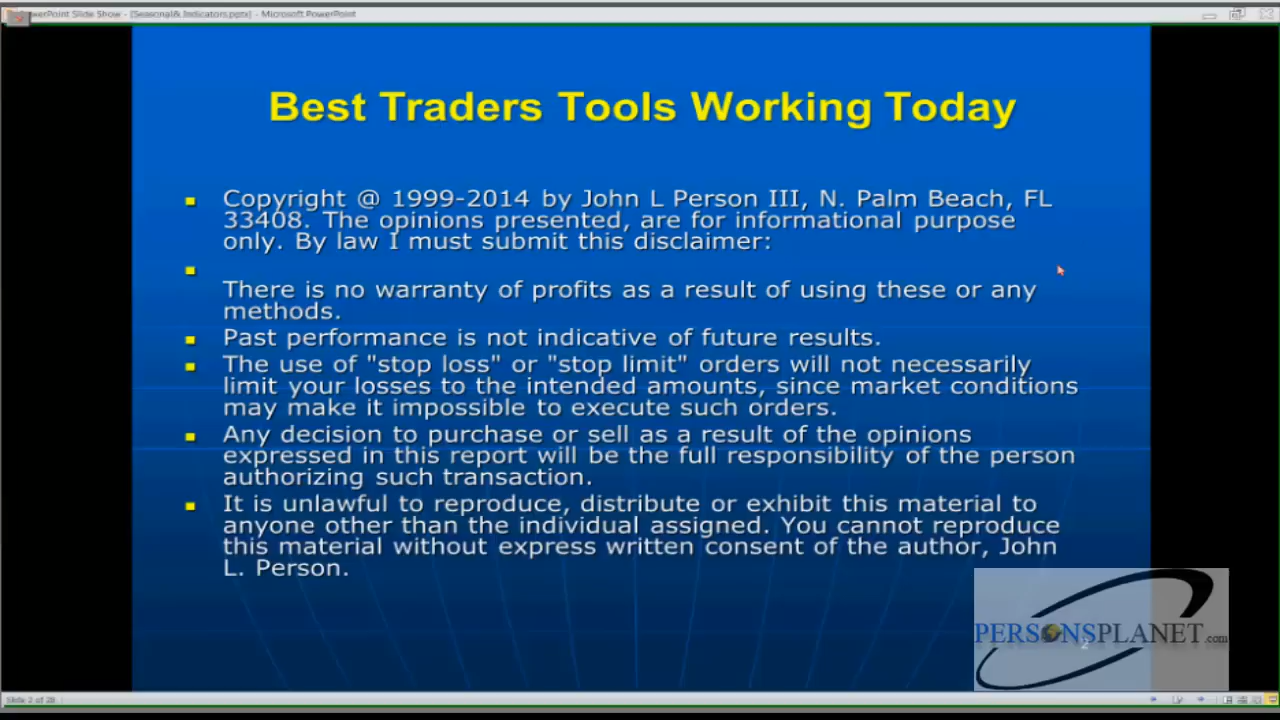 PowerPoint Slide Show - [Seasonal& Indicators.pptx] - Microsoft PowerPoint
Best Traders Tools Working Today
Copyright @ 1999-2014 by John L Person III, N. Palm Beach, FL
33408. The opinions presented, are for informational purpose
only. By law I must submit this disclaimer:
There is no warranty of profits as a result of using these or any
methods.
Past performance is not indicative of future results.
The use of "stop loss" or "stop limit" orders will not necessarily
limit your losses to the intended amounts, since market conditions
may make it impossible to execute such orders.
Any decision to purchase or sell as a result of the opinions
expressed in this report will be the full responsibility of the person
authorizing such transaction.
It is unlawful to reproduce, distribute or exhibit this material to
anyone other than the individual assigned. You cannot reproduce
this material without express written consent of the author, John
L. Person.
PERSONSPLANET.com
2
Slide 2 of 28